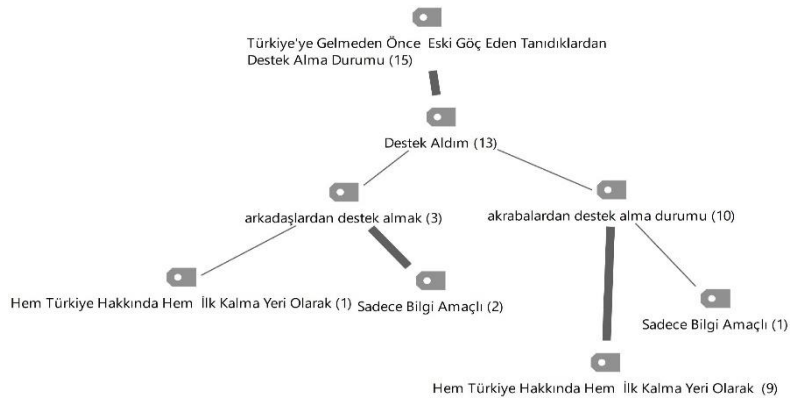 Türkiye'ye Gelmeden Önce Eski Göç Eden Tanıdıklardan
Destek Alma Durumu (15)
Destek Aldım (13)
arkadaşlardan destek almak (3)
akrabalardan destek alma durumu (10)
Hem Türkiye Hakkında Hem İlk Kalma Yeri Olarak (1)
Sadece Bilgi Amaçlı (2)
Sadece Bilgi Amaçlı (1)
Hem Türkiye Hakkında Hem İlk Kalma Yeri Olarak (9)